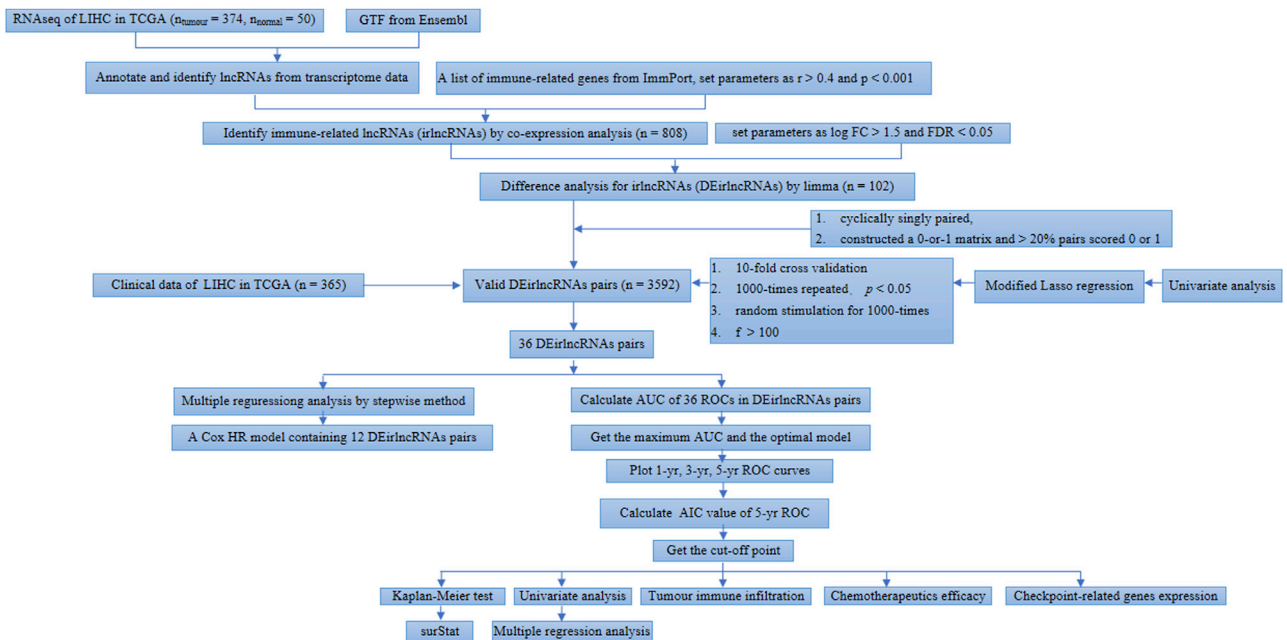 RNAseq of LIHC in TCGA (ntumour = 374, nnormal = 50)
GTF from Ensembl
Annotate and identify lncRNAs from transcriptome data
A list of immune-related genes from ImmPort, set parameters as r > 0.4 and p < 0.001
Identify immune-related lncRNAs (irlncRNAs) by co-expression analysis (n = 808)
set parameters as log FC > 1.5 and FDR < 0.05
Difference analysis for irlncRNAs (DEirlncRNAs) by limma (n = 102)
1. cyclically singly paired,
2. constructed a 0-or-1 matrix and > 20% pairs scored 0 or 1
Clinical data of LIHC in TCGA (n = 365)
Valid DEirlncRNAs pairs (n = 3592)
1. 10-fold cross validation
2. 1000-times repeated、 p < 0.05
3. random stimulation for 1000-times
4. f > 100
Modified Lasso regression
Univariate analysis
36 DEirlncRNAs pairs
Multiple reguressiong analysis by stepwise method
Calculate AUC of 36 ROCs in DEirlncRNAs pairs
A Cox HR model containing 12 DEirlncRNAs pairs
Get the maximum AUC and the optimal model
Plot 1-yr, 3-yr, 5-yr ROC curves
Calculate AIC value of 5-yr ROC
Get the cut-off point
Kaplan-Meier test
Univariate analysis
Tumour immune infiltration
Chemotherapeutics efficacy
Checkpoint-related genes expression
surStat
Multiple regression analysis